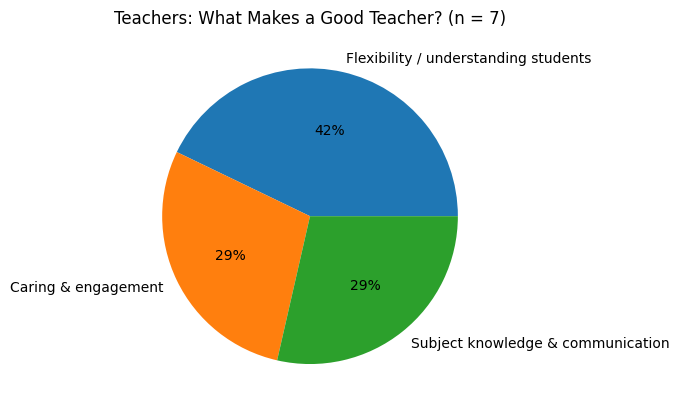 Teachers: What Makes a Good Teacher? (n = 7)
Flexibility / understanding students
42%
29%
29%
Caring & engagement
Subject knowledge & communication